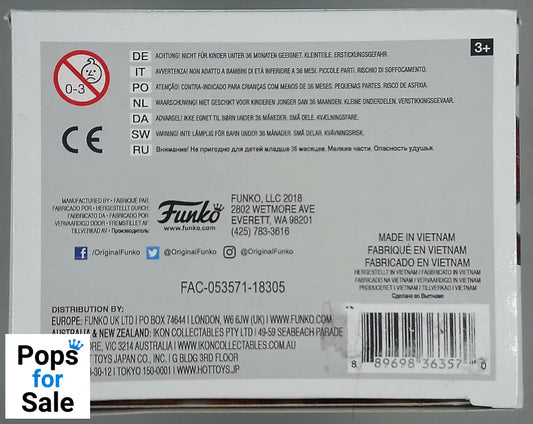 3+
0-3
DE ACHTUNG! NICHT FÜR KINDER UNTER 36 MONATEN GEEIGNET. KLEINTEILE. ERSTICKUNGSGEFAHR.
IT AVVERTENZA! NON ADATTO A BAMBINI DI ETÀ INFERIORE A 36 MESI. PICCOLE PARTI. RISCHIO DI SOFFOCAMENTO.
PO ATENÇÃO! CONTRA-INDICADO PARA CRIANÇAS COM MENOS DE 36 MESES. PEQUENAS PARTES. RISCO DE ASFIGA.
NL WAARSCHUWING! NIET GESCHIKT VOOR KINDEREN JONGER DAN 36 MAANDEN. KLEINE ONDERDELEN. VERSTIKKINGSGEVAAR.
DA ADVARSEL! IKKE EGNET TIL BØRN UNDER 36 MÅNEDER. SMÅ DELE. KVÆLNINGSFARE.
SW VARNING! INTE LÄMPLIG FÖR BARN UNDER 36 MÅNADER. SMÅ DELAR. KVÄVNINGSRISK.
RU Внимание! Не пригодно для детей младше 36 месяцев. Мелкие части. Опасность удушья.
CE
MANUFACTURED BY • FABRIQUÉ PAR
FABRICADO POR • HERGESTELLT DURCH
FABBRICATO DA • FABRICADO POR
VERVAARDIGD DOOR • FREMSTILLET AF
TILLVERKAD AV • Производитель:
Funko
www.funko.com
FUNKO, LLC 2018
2802 WETMORE AVE
EVERETT, WA 98201
(425) 783-3616
/OriginalFunko @OriginalFunko @OriginalFunko
MADE IN VIETNAM
FABRIQUÉ EN VIETNAM
FABRICADO EN VIETNAM
HERGESTELLT IN VIETNAM / FABBRICATO IN VIETNAM
FABRICADO NA VIETNAM / VERVAARDIGD IN VIETNAM
PRODUCERET I VIETNAM / TILLVERKAD I VIETNAM
Сделано во Вьетнаме
FAC-053571-18305
DISTRIBUTION BY:
EUROPE: FUNKO UK LTD | PO BOX 74644 | LONDON, W6 6JW UK | WWW.FUNKO.COM
AUSTRALIA & NEW ZEALAND: IKON COLLECTABLES PTY LTD | 49-59 SEABEACH PARADE
VIC 3214 AUSTRALIA | WWW.IKONCOLLECTABLES.COM.AU
TOYS JAPAN CO., INC. | G BLDG 3RD FLOOR
TOKYO 150-0001 | WWW.HOTTOYS.JP
8 89698 36357 0
Pops
for
Sale